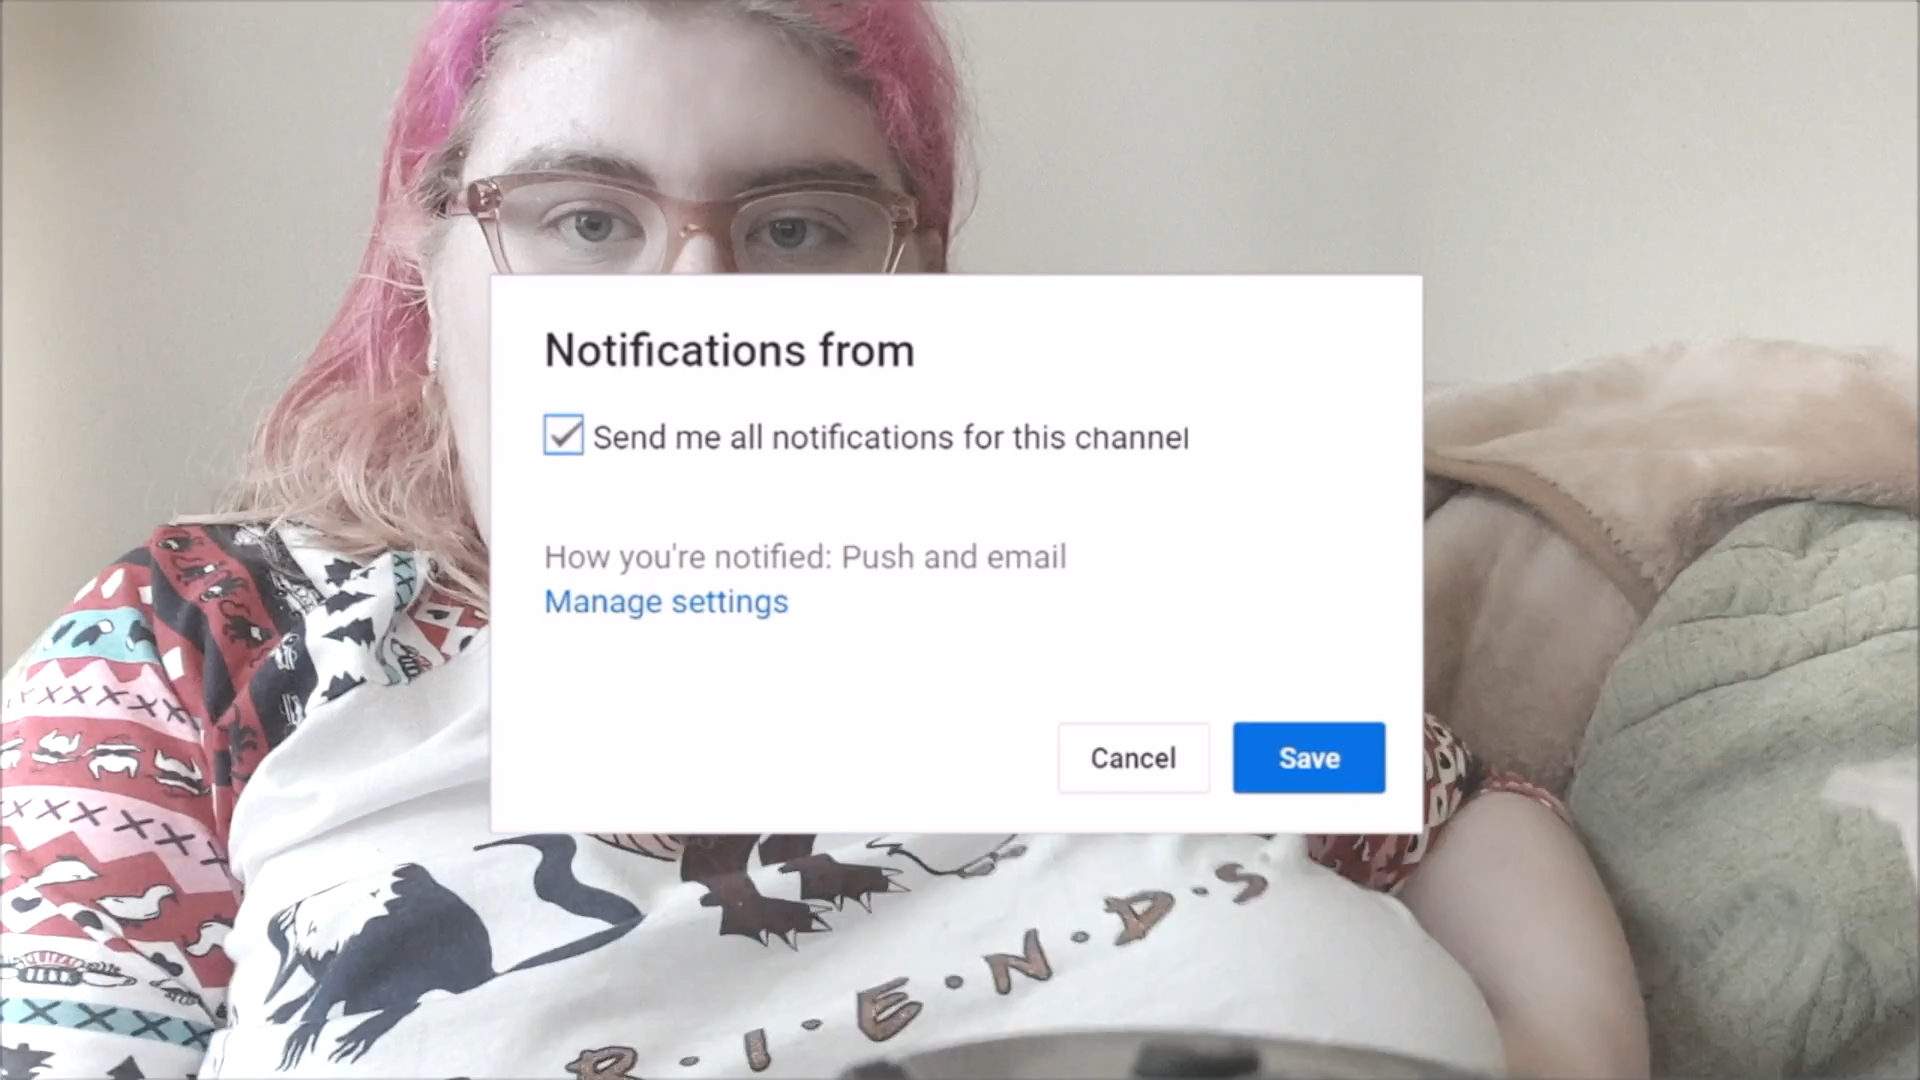 Notifications from
Send me all notifications for this channel
How you're notified: Push and email
Manage settings
Cancel
Save
R·I·E·N·D·S